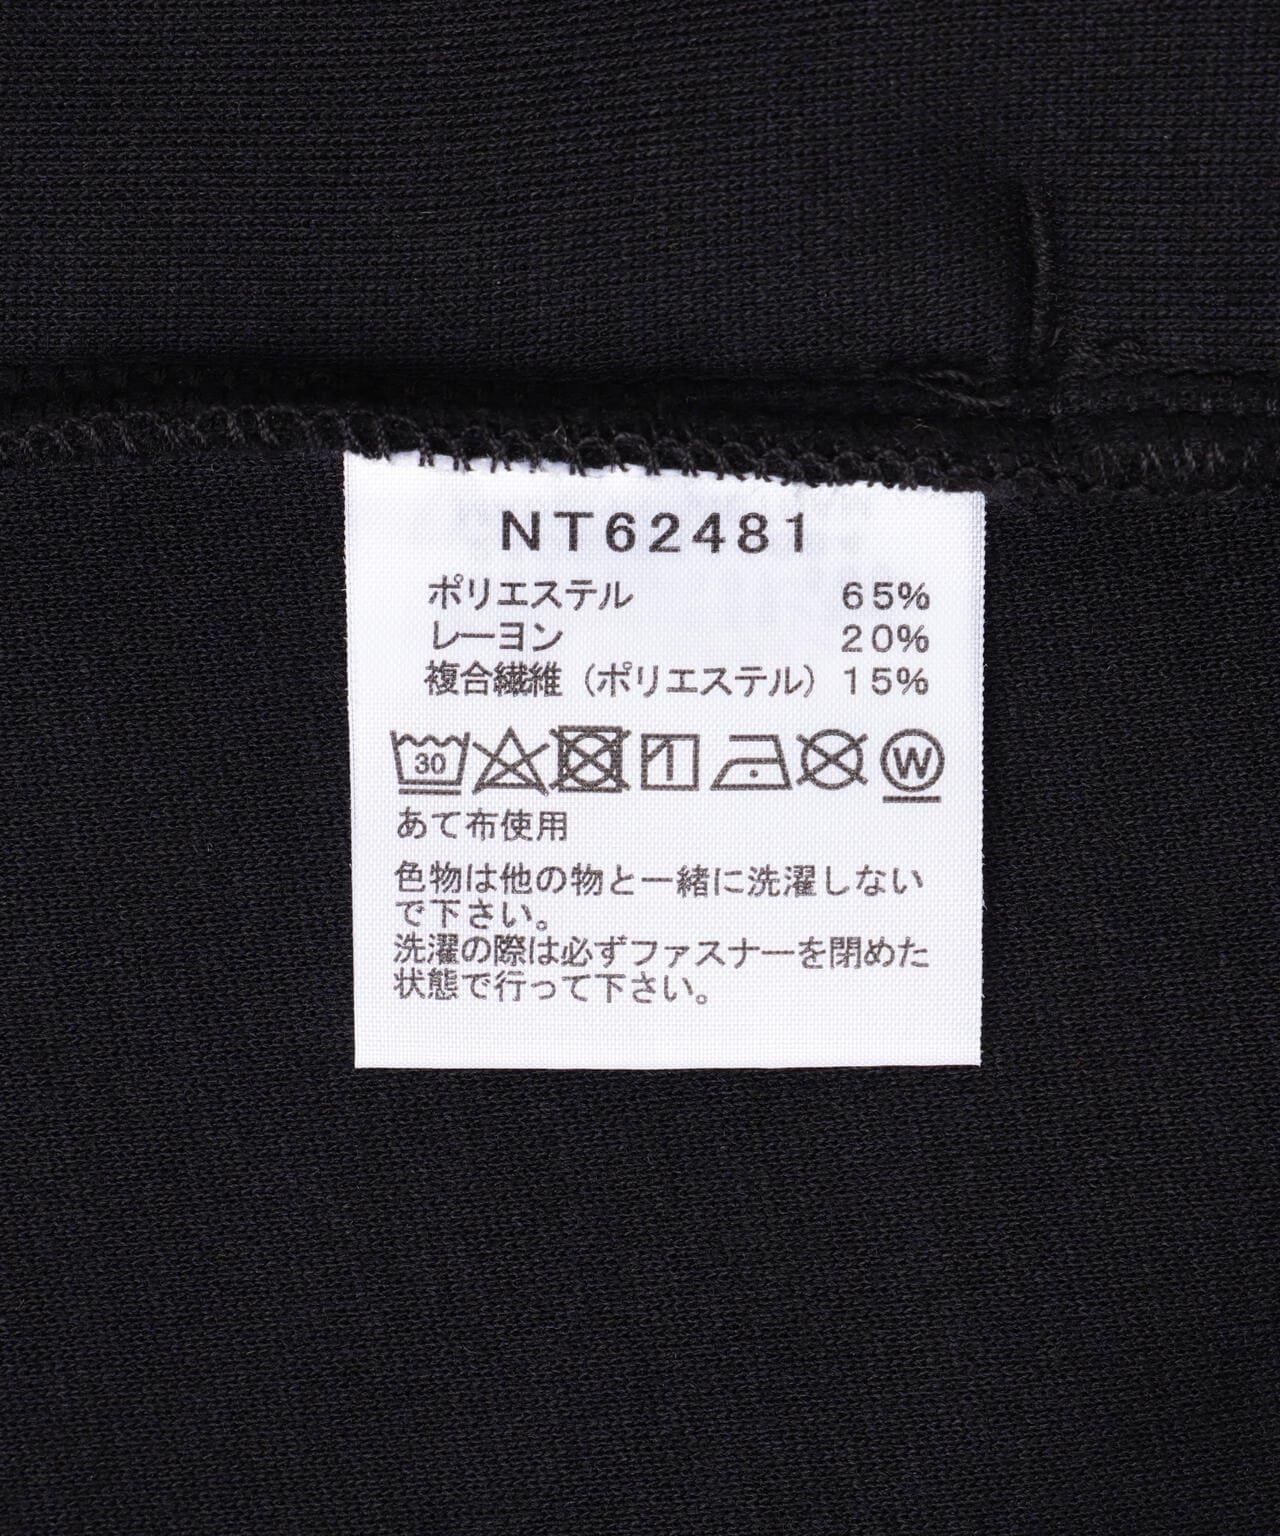 NT62481
ポリエステル 65%
レーヨン 20%
複合繊維（ポリエステル） 15%
30 W
あて布使用
色物は他の物と一緒に洗濯しない
で下さい。
洗濯の際は必ずファスナーを閉めた
状態で行って下さい。